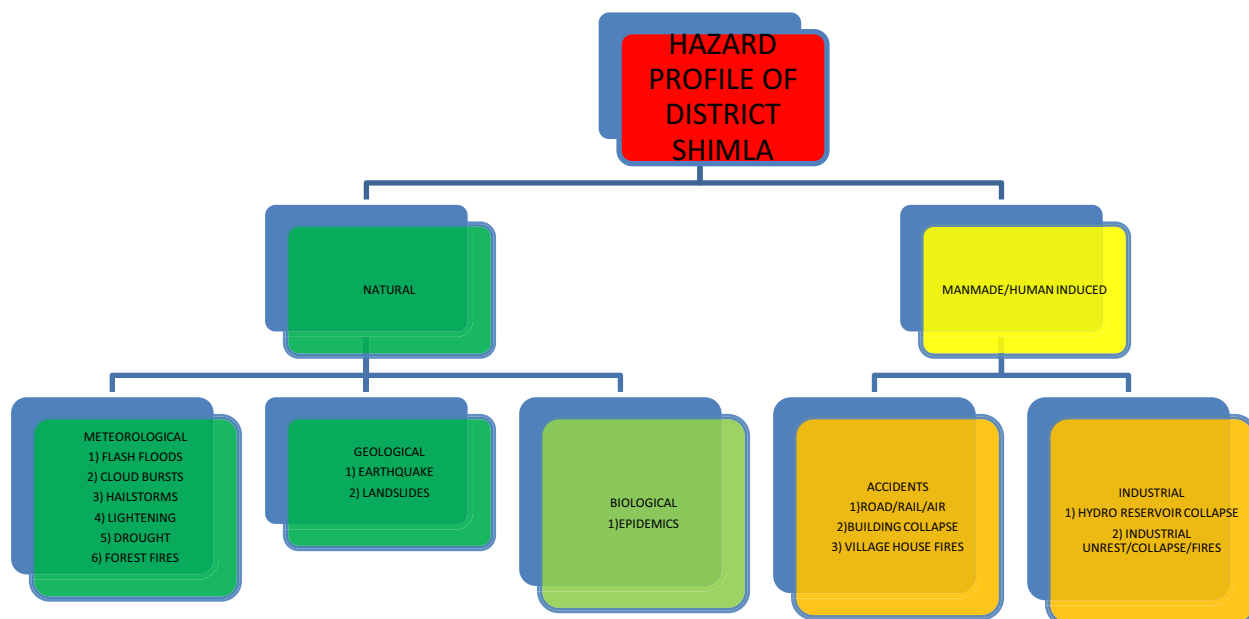 HAZARD
PROFILE OF
DISTRICT
SHIMLA
NATURAL
MANMADE/HUMAN INDUCED
METEOROLOGICAL
1) FLASH FLOODS
2) CLOUD BURSTS
3) HAILSTORMS
4) LIGHTENING
5) DROUGHT
6) FOREST FIRES
GEOLOGICAL
1) EARTHQUAKE
2) LANDSLIDES
BIOLOGICAL
1)EPIDEMICS
ACCIDENTS
1}ROAD/RAIL/AIR
2)BUILDING COLLAPSE
3) VILLAGE HOUSE FIRES
INDUSTRIAL
1) HYDRO RESERVOIR COLLAPSE
2) INDUSTRIAL
UNREST/COLLAPSE/FIRES